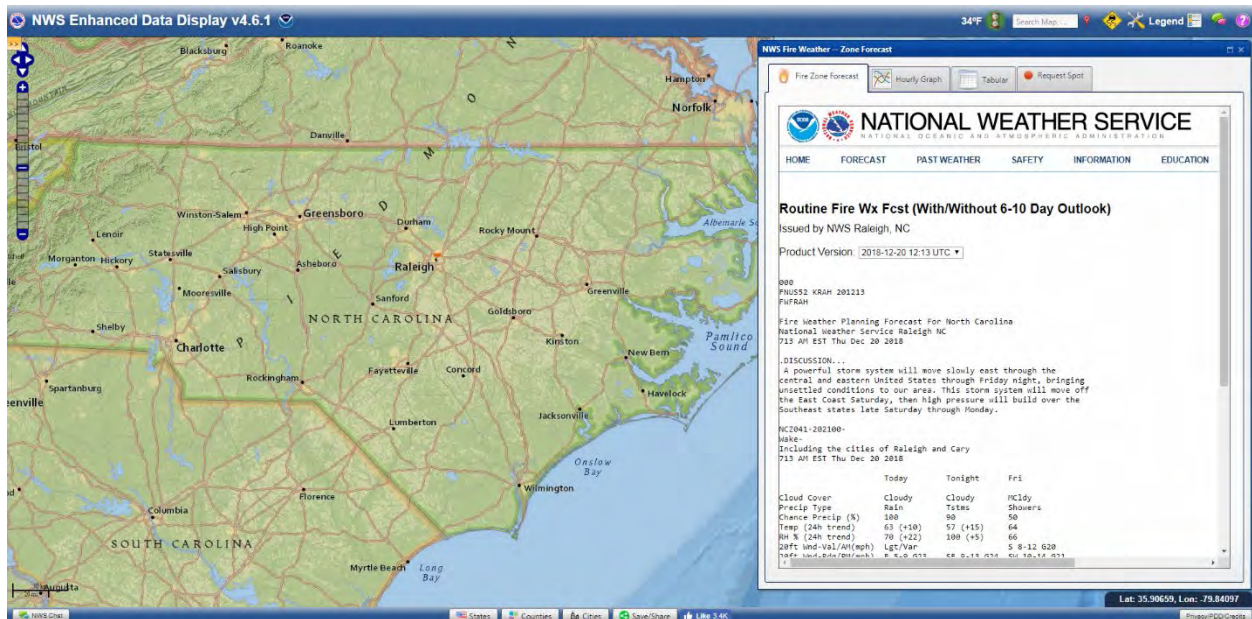 NWS Enhanced Data Display v4.6.1
34°F Search Map... Legend
Blacksburg
Roanoke
Hampton
Norfolk
Danville
Bristol
PIEDMONT
Winston-Salem
Greensboro
High Point
Durham
Rocky Mount
Lenoir
Morganton
Hickory
Statesville
Salisbury
Asheboro
Raleigh
Mooresville
Sanford
Greenville
Goldsboro
NORTH CAROLINA
Shelby
Charlotte
Kinston
New Bern
Pamlico
Sound
Rockingham
Fayetteville
Concord
Spartanburg
Havelock
Lumberton
Jacksonville
Onslow
Bay
Wilmington
Florence
Columbia
SOUTH CAROLINA
Myrtle Beach
Long
Bay
Augusta
NWS Fire Weather -- Zone Forecast
Fire Zone Forecast Hourly Graph Tabular Request Spot
NATIONAL WEATHER SERVICE
NATIONAL OCEANIC AND ATMOSPHERIC ADMINISTRATION
HOME FORECAST PAST WEATHER SAFETY INFORMATION EDUCATION
Routine Fire Wx Fcst (With/Without 6-10 Day Outlook)
Issued by NWS Raleigh, NC
Product Version: 2018-12-20 12:13 UTC
000
FNUS52 KRAH 201213
FWFRAH
Fire Weather Planning Forecast For North Carolina
National Weather Service Raleigh NC
713 AM EST Thu Dec 20 2018
.DISCUSSION...
A powerful storm system will move slowly east through the
central and eastern United States through Friday night, bringing
unsettled conditions to our area. This storm system will move off
the East Coast Saturday, then high pressure will build over the
Southeast states late Saturday through Monday.
NCZ041-202100-
Wake-
Including the cities of Raleigh and Cary
713 AM EST Thu Dec 20 2018
Today Tonight Fri
Cloud Cover Cloudy Cloudy MCldy
Precip Type Rain Tstms Showers
Chance Precip (%) 100 90 50
Temp (24h trend) 63 (+10) 57 (+15) 64
RH % (24h trend) 70 (+22) 100 (+5) 66
20ft Wnd-Val/AM(mph) Lgt/Var S 8-12 G20
Lat: 35.90659, Lon: -79.84097
NWS Chat States Counties Cities Save/Share Like 3.4K Privacy/PDD/Credits